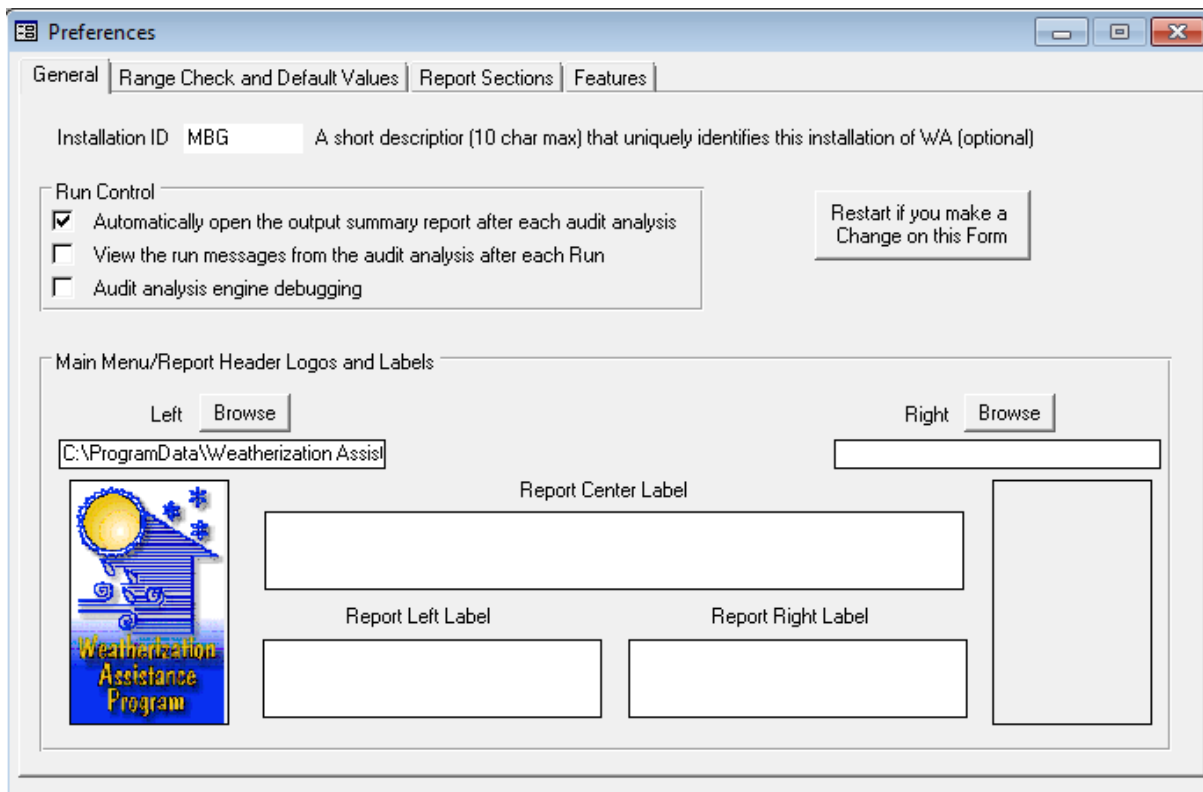 Preferences
General Range Check and Default Values Report Sections Features
Installation ID MBG A short descriptior (10 char max) that uniquely identifies this installation of WA (optional)
Run Control
Automatically open the output summary report after each audit analysis
View the run messages from the audit analysis after each Run
Audit analysis engine debugging
Restart if you make a
Change on this Form
Main Menu/Report Header Logos and Labels
Left Browse
Right Browse
C:\ProgramData\Weatherization
Report Center Label
Report Left Label
Report Right Label
Weatherization
Assistance
Program